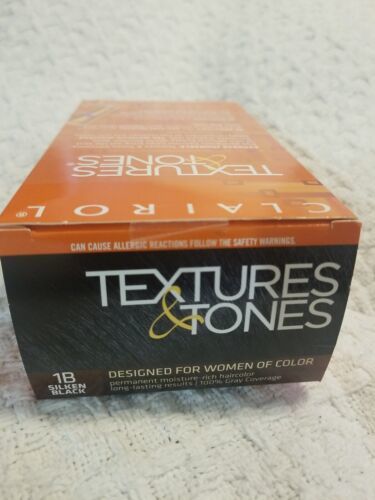 TEXTURES
& TONES®
CLAIROL®
CAN CAUSE ALLERGIC REACTIONS FOLLOW THE SAFETY WARNINGS
TEXTURES
& TONES
1B
SILKEN
BLACK
DESIGNED FOR WOMEN OF COLOR
permanent moisture-rich haircolor
long-lasting results | 100% Gray Coverage